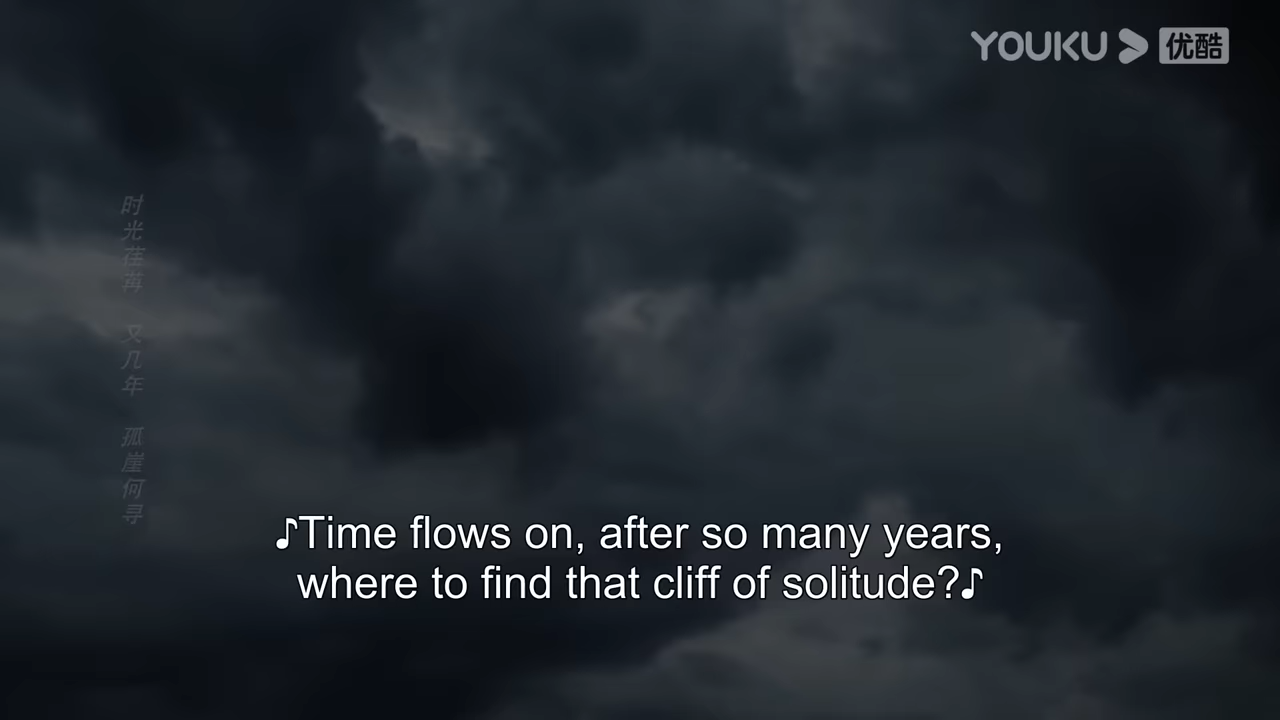 YOUKU 优酷
时光荏苒 又几年 孤崖何寻
♪Time flows on, after so many years,
where to find that cliff of solitude?♪